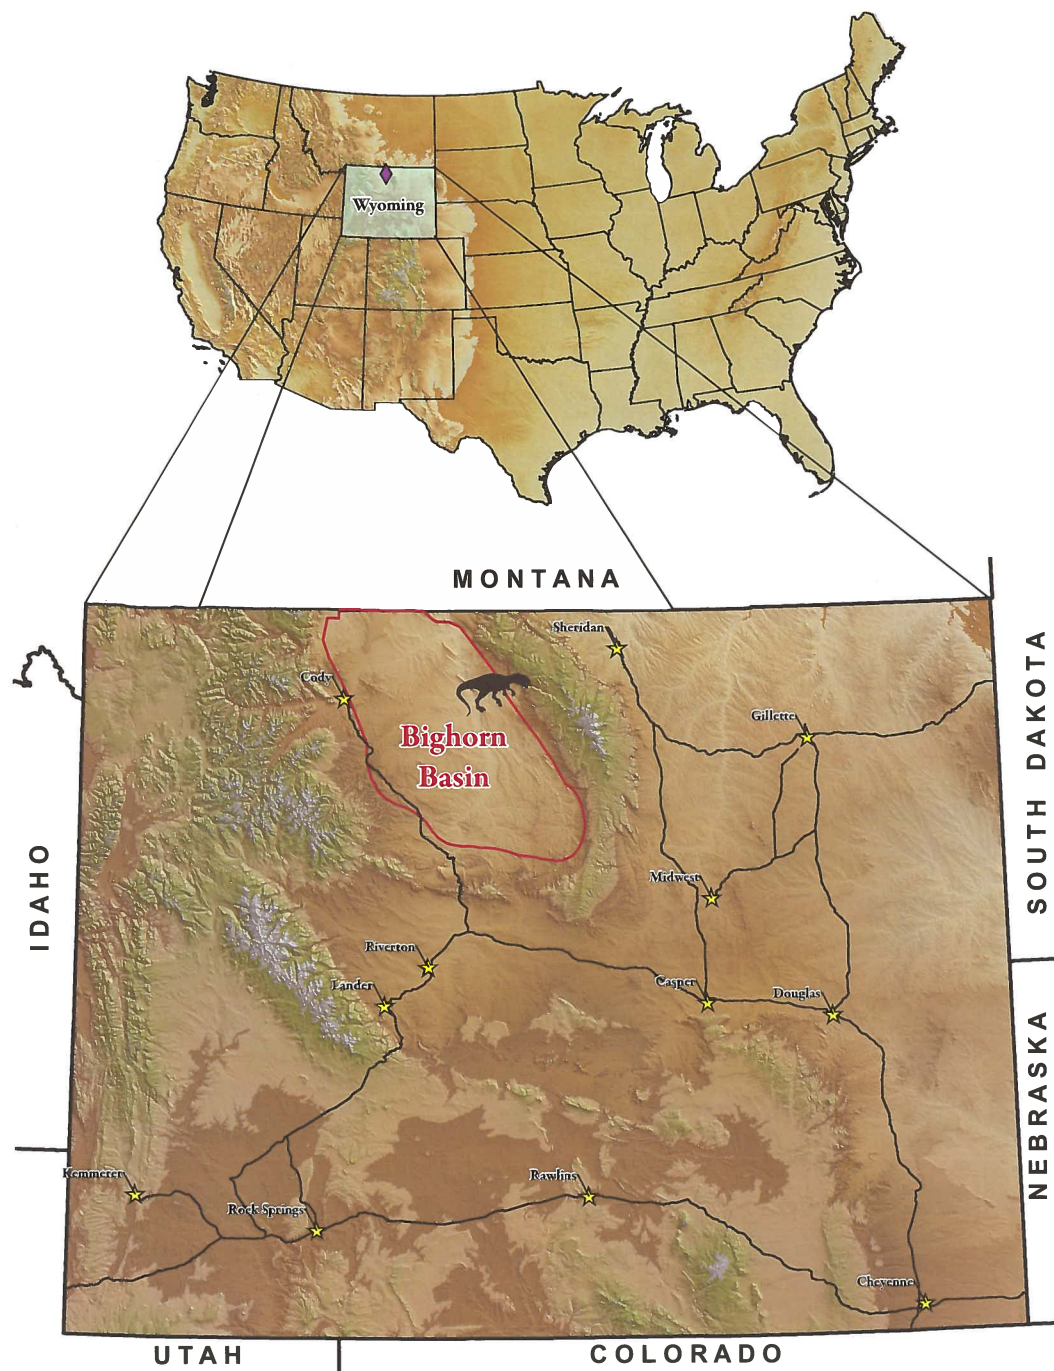 Wyoming
MONTANA
Sheridan
Cody
Gillette
Bighorn
Basin
SOUTH DAKOTA
IDAHO
Midwest
Riverton
Lander
Casper
Douglas
NEBRASKA
Kemmerer
Rawlins
Rock Springs
Cheyenne
UTAH
COLORADO